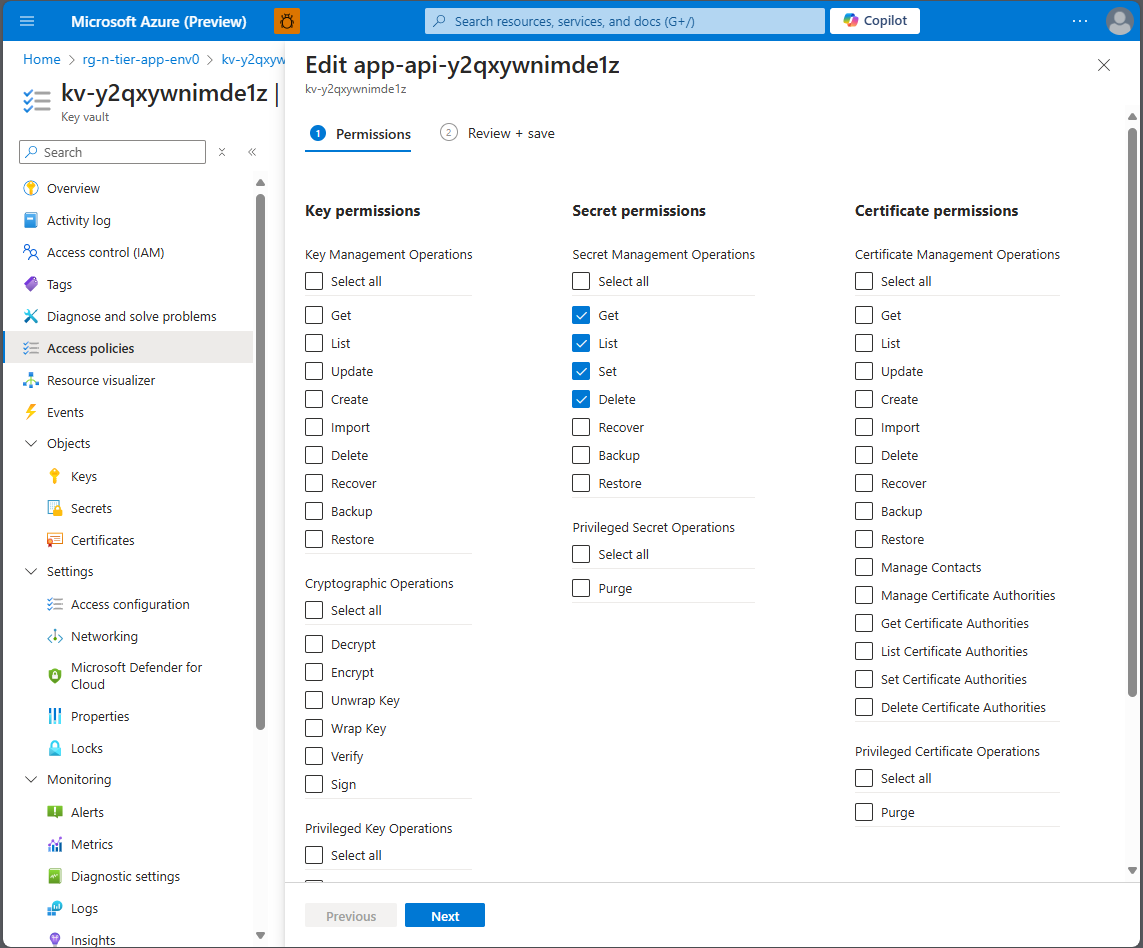 Microsoft Azure (Preview)
Search resources, services, and docs (G+/)
Copilot
Home > rg-n-tier-app-env0 > kv-y2qxyw
kv-y2qxywnimde1z |
Key vault
Search
Overview
Activity log
Access control (IAM)
Tags
Diagnose and solve problems
Access policies
Resource visualizer
Events
Objects
Keys
Secrets
Certificates
Settings
Access configuration
Networking
Microsoft Defender for
Cloud
Properties
Locks
Monitoring
Alerts
Metrics
Diagnostic settings
Logs
Insights
Edit app-api-y2qxywnimde1z
kv-y2qxywnimde1z
1 Permissions
2 Review + save
Key permissions
Key Management Operations
Select all
Get
List
Update
Create
Import
Delete
Recover
Backup
Restore
Cryptographic Operations
Select all
Decrypt
Encrypt
Unwrap Key
Wrap Key
Verify
Sign
Privileged Key Operations
Select all
Secret permissions
Secret Management Operations
Select all
Get
List
Set
Delete
Recover
Backup
Restore
Privileged Secret Operations
Select all
Purge
Certificate permissions
Certificate Management Operations
Select all
Get
List
Update
Create
Import
Delete
Recover
Backup
Restore
Manage Contacts
Manage Certificate Authorities
Get Certificate Authorities
List Certificate Authorities
Set Certificate Authorities
Delete Certificate Authorities
Privileged Certificate Operations
Select all
Purge
Previous
Next